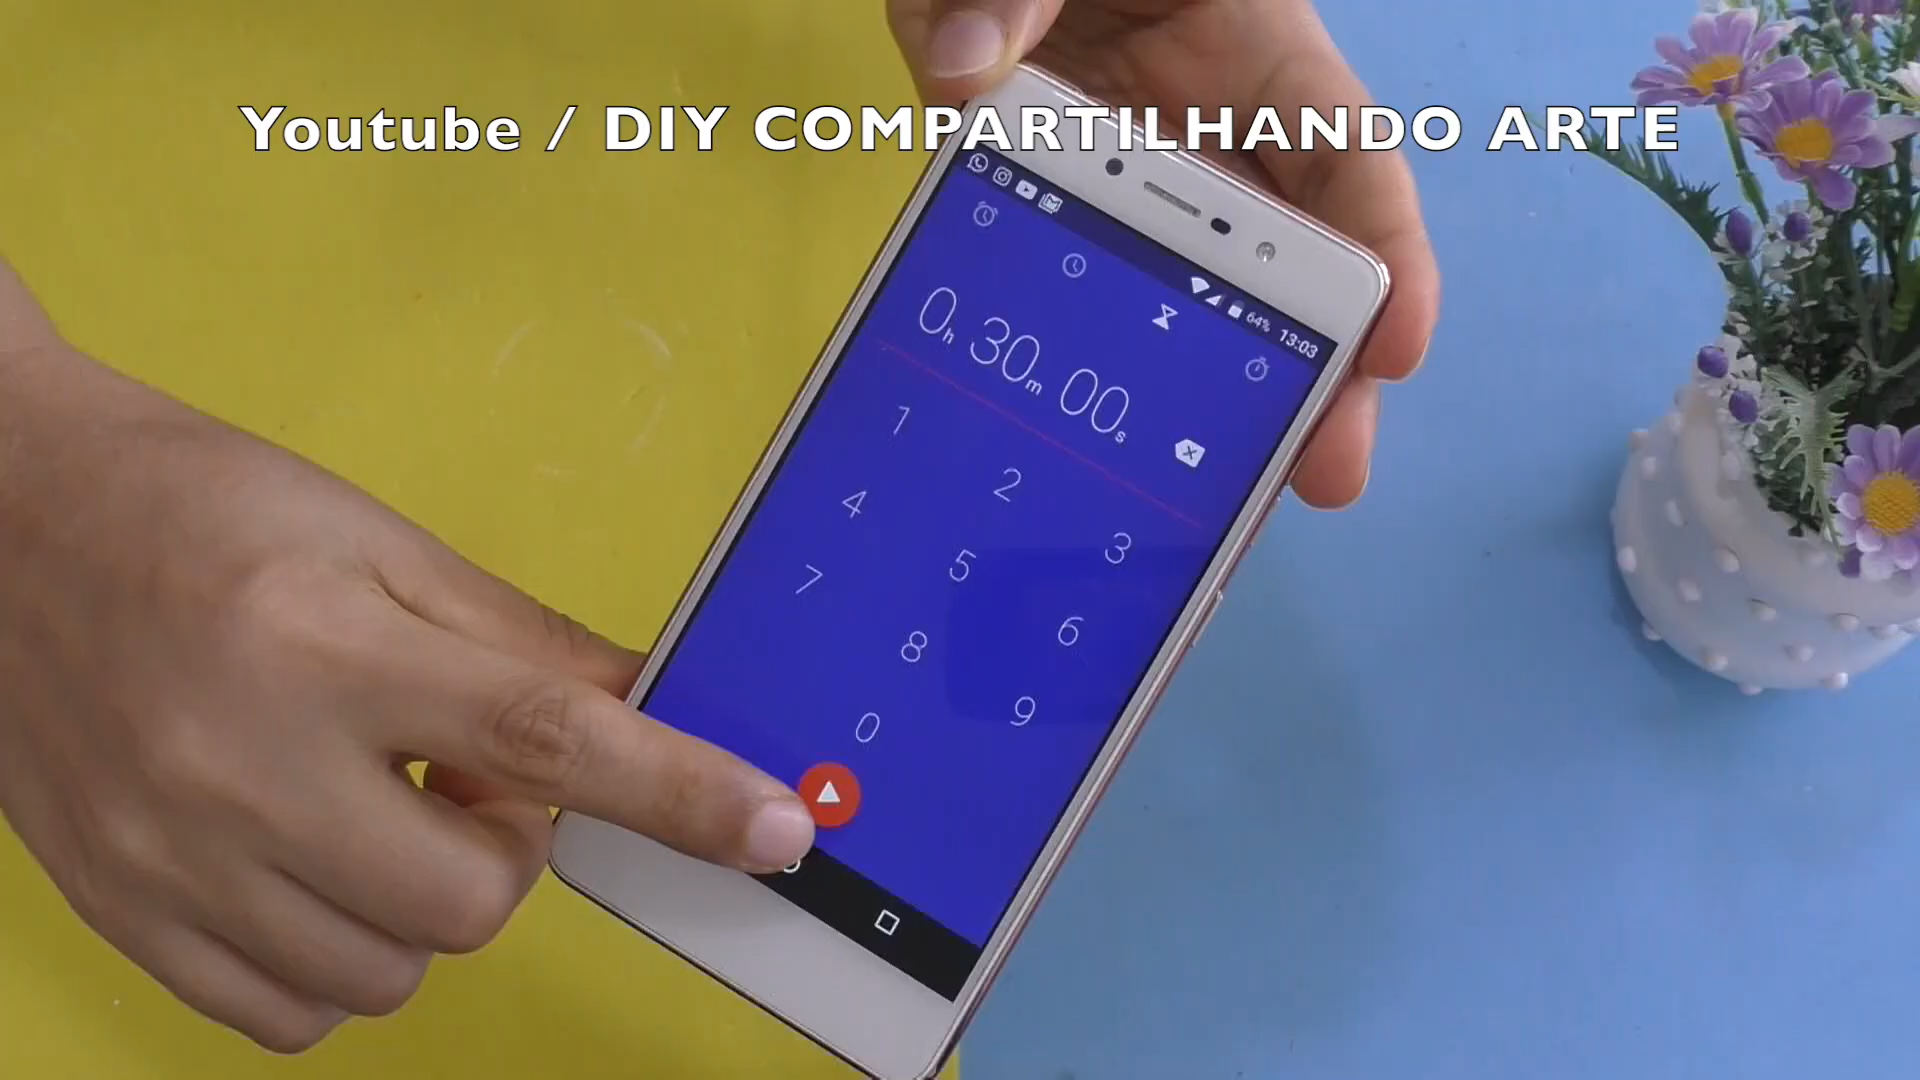 Youtube / DIY COMPARTILHANDO ARTE
64% 13:03
0h 30m 00s
1 2 3
4 5 6
7 8 9
0